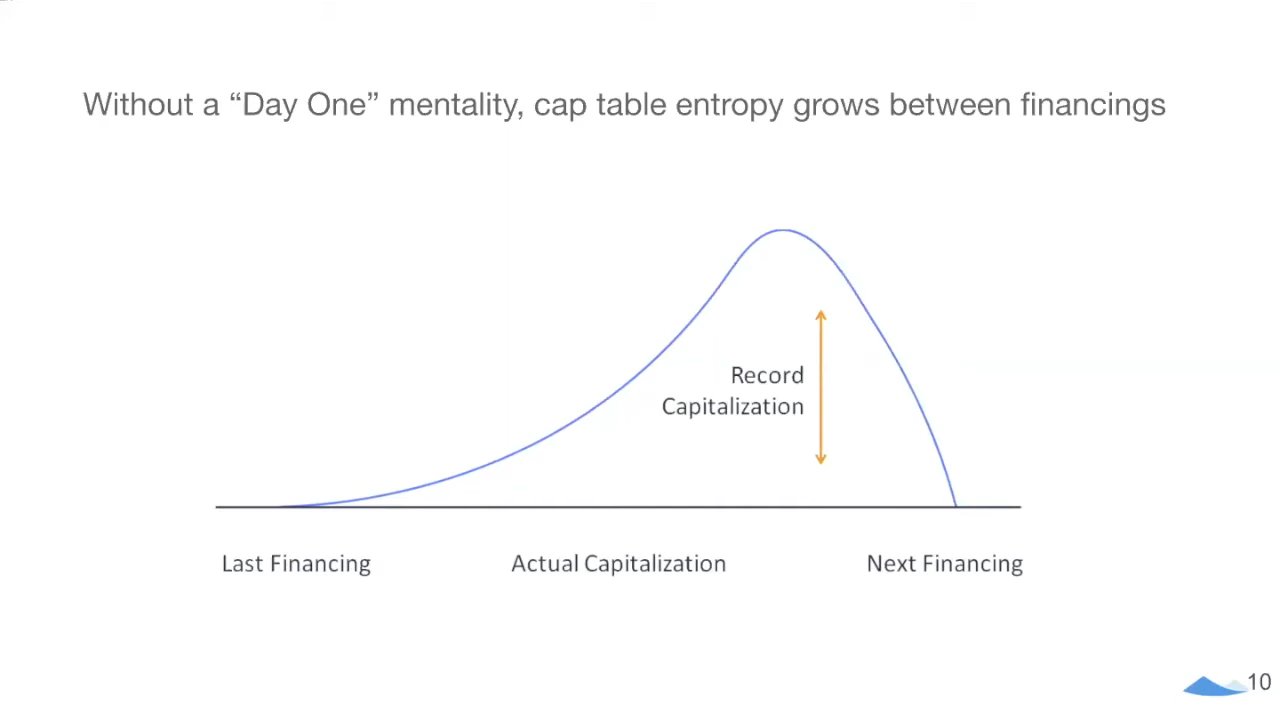 Without a “Day One” mentality, cap table entropy grows between financings
Record
Capitalization
Last Financing
Actual Capitalization
Next Financing
10